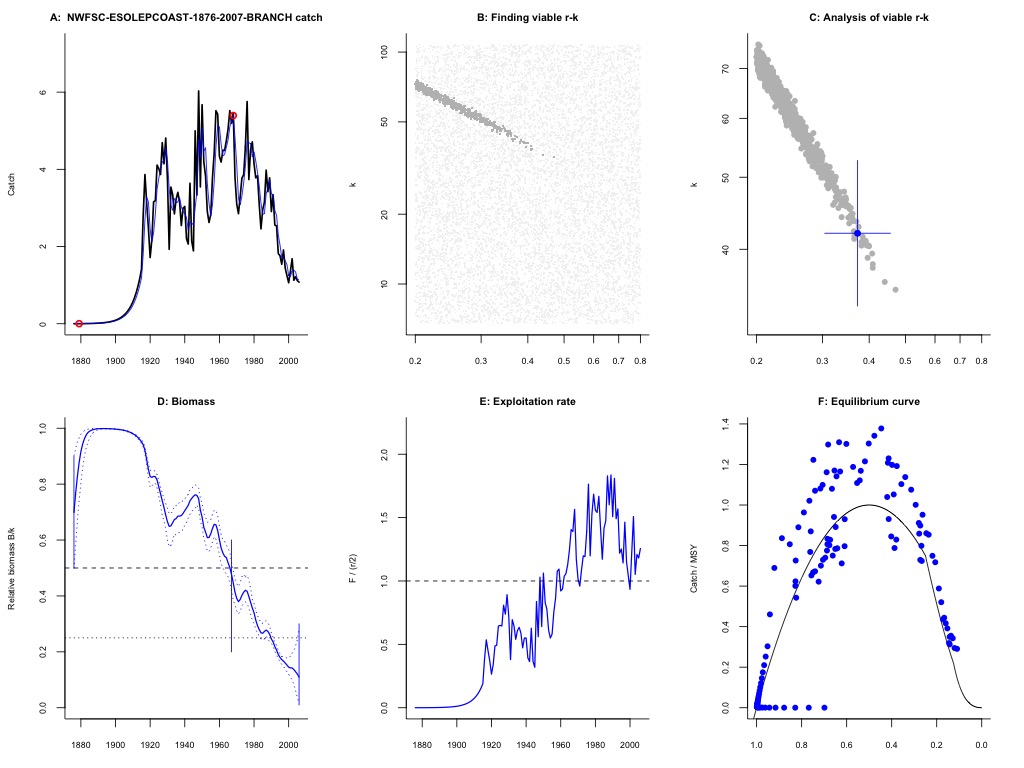 A: NWFSC-ESOLEPCOAST-1876-2007-BRANCH catch
Catch
0 2 4 6
1880 1900 1920 1940 1960 1980 2000
B: Finding viable r-k
k
10 20 50 100
0.2 0.3 0.4 0.5 0.6 0.7 0.8
C: Analysis of viable r-k
k
40 50 60 70
0.2 0.3 0.4 0.5 0.6 0.7 0.8
D: Biomass
Relative biomass B/k
0.0 0.2 0.4 0.6 0.8 1.0
1880 1900 1920 1940 1960 1980 2000
E: Exploitation rate
F / (r/2)
0.0 0.5 1.0 1.5 2.0
1880 1900 1920 1940 1960 1980 2000
F: Equilibrium curve
Catch / MSY
0.0 0.2 0.4 0.6 0.8 1.0 1.2 1.4
1.0 0.8 0.6 0.4 0.2 0.0